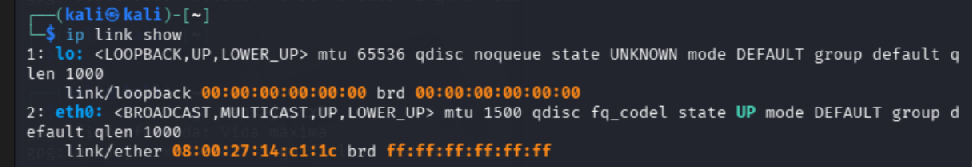 ┌──(kali㉿kali)-[~]
└─$ ip link show
1: lo: <LOOPBACK,UP,LOWER_UP> mtu 65536 qdisc noqueue state UNKNOWN mode DEFAULT group default q
len 1000
    link/loopback 00:00:00:00:00:00 brd 00:00:00:00:00:00
2: eth0: <BROADCAST,MULTICAST,UP,LOWER_UP> mtu 1500 qdisc fq_codel state UP mode DEFAULT group d
efault qlen 1000
    link/ether 08:00:27:14:c1:1c brd ff:ff:ff:ff:ff:ff